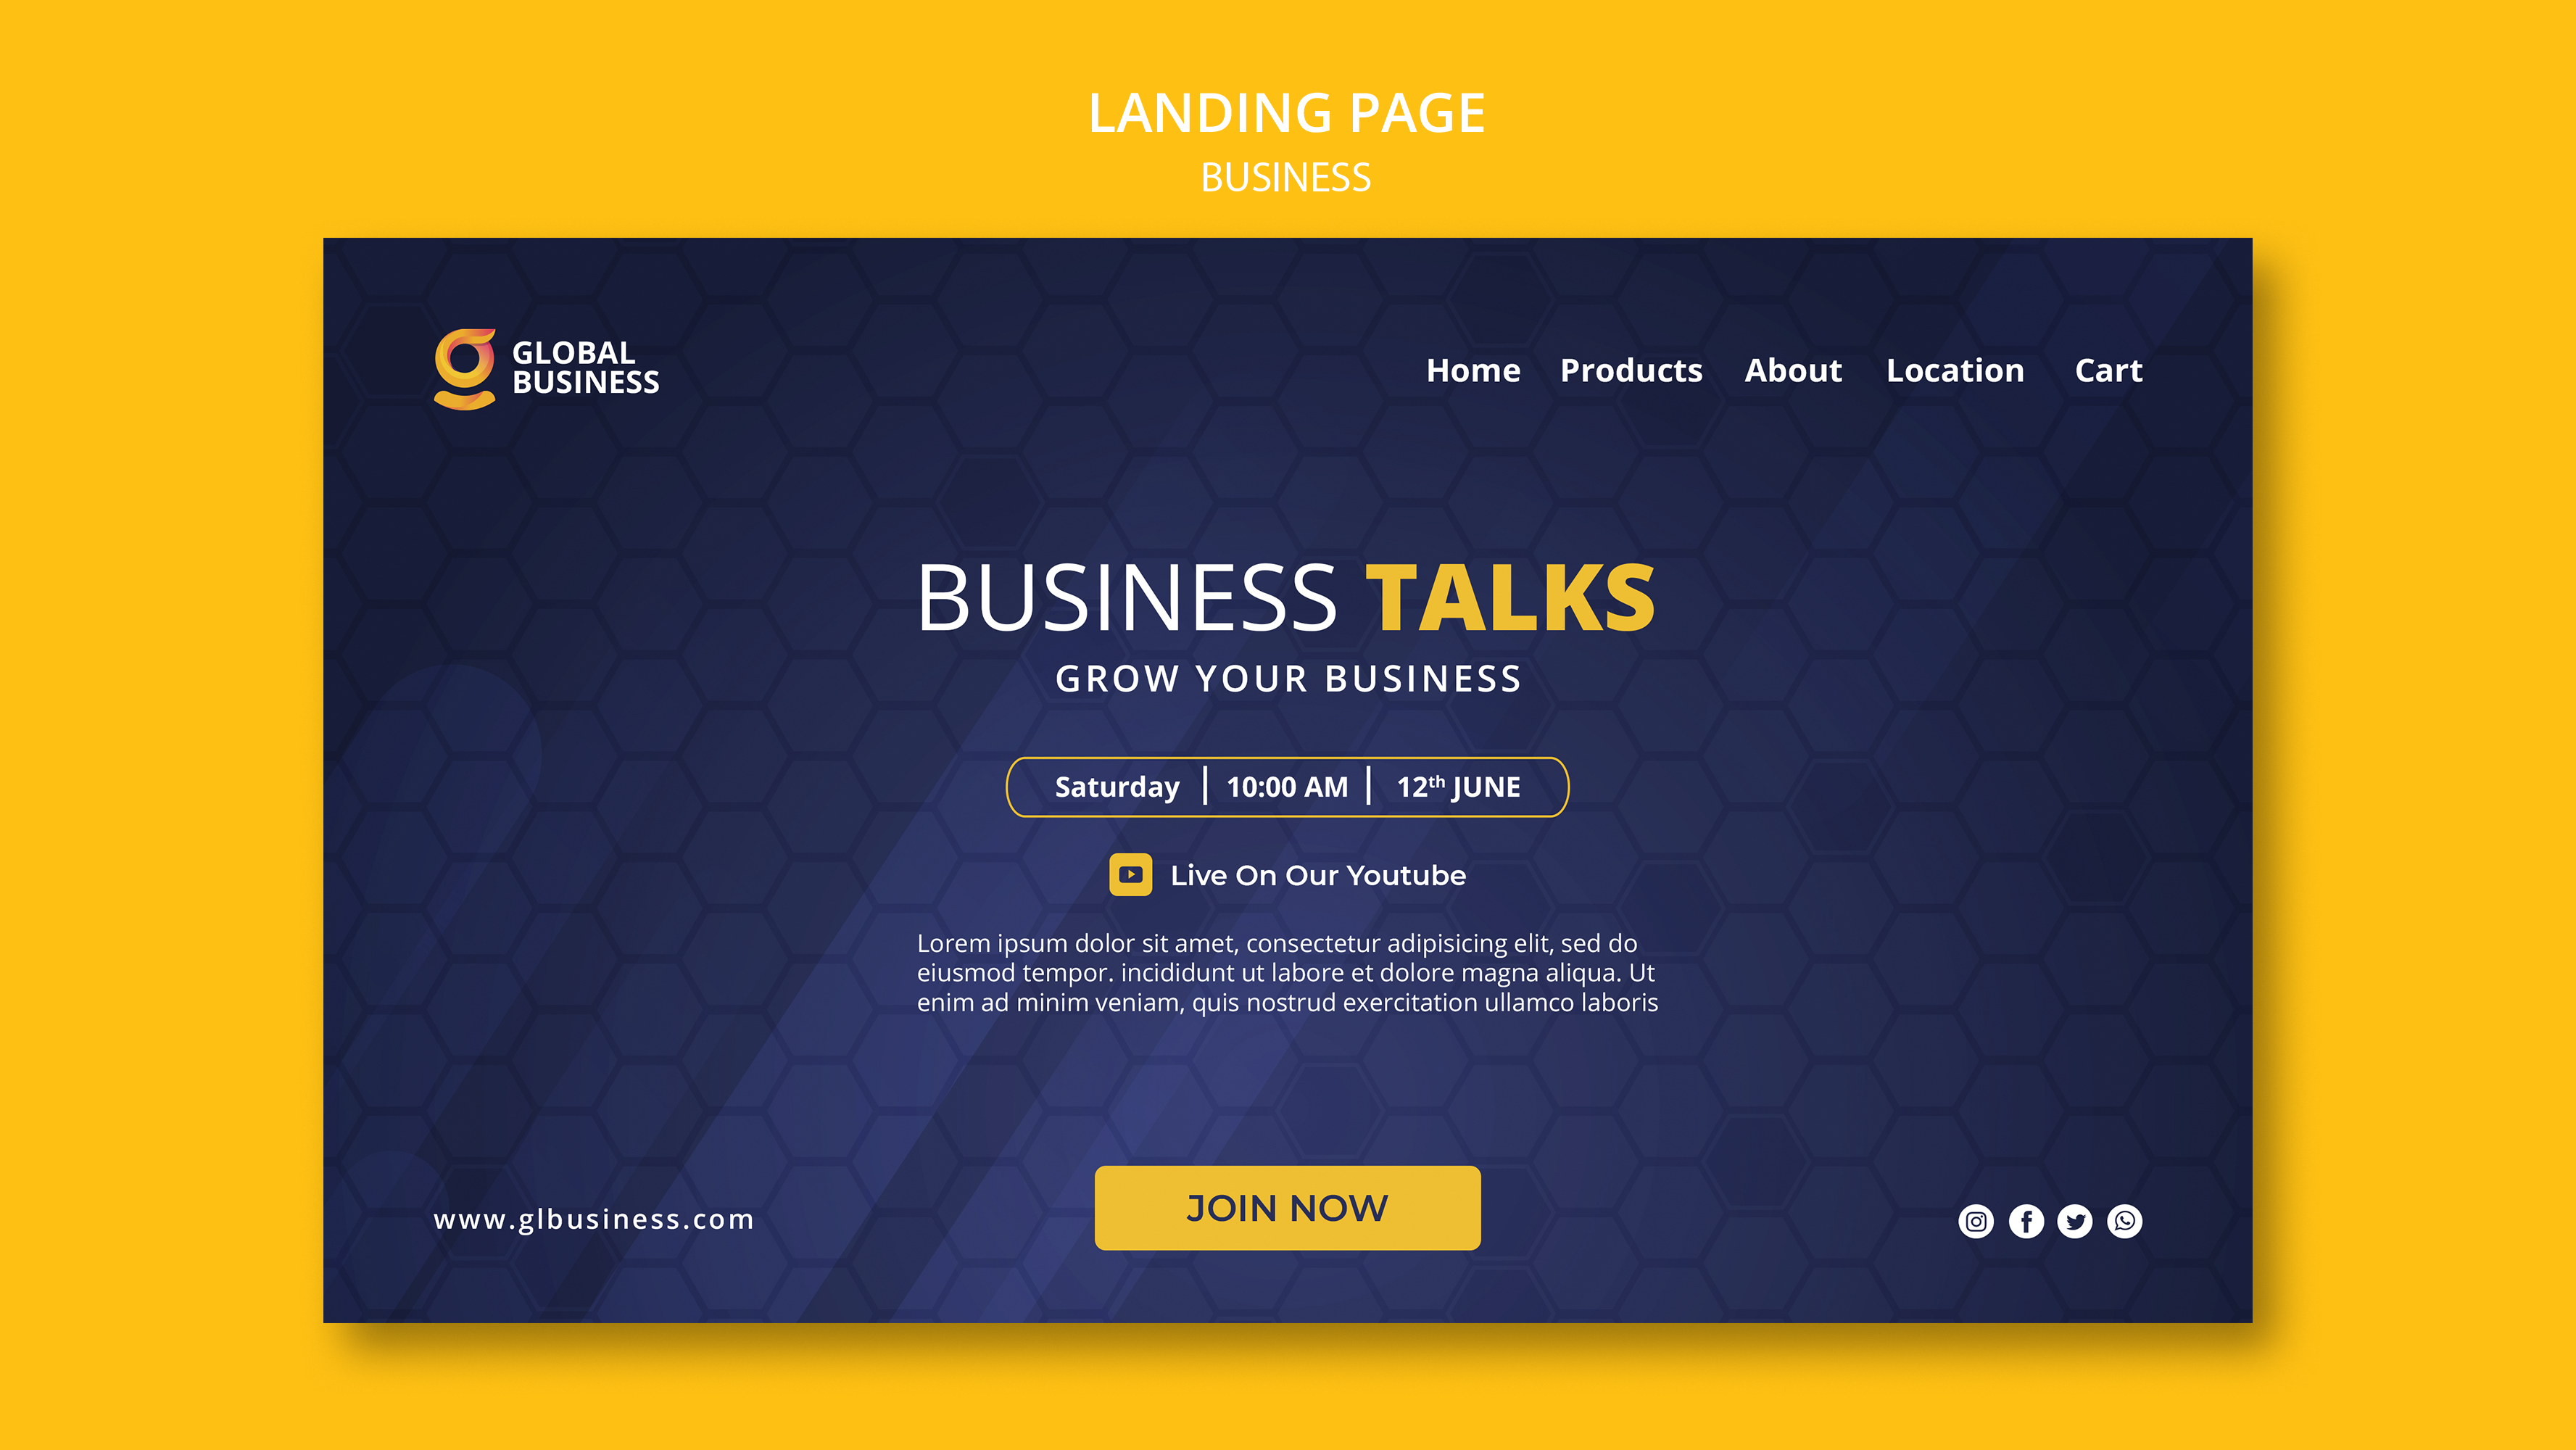 LANDING PAGE
BUSINESS
GLOBAL
BUSINESS
Home Products About Location Cart
BUSINESS TALKS
GROW YOUR BUSINESS
Saturday | 10:00 AM | 12th JUNE
Live On Our Youtube
Lorem ipsum dolor sit amet, consectetur adipisicing elit, sed do
eiusmod tempor. incididunt ut labore et dolore magna aliqua. Ut
enim ad minim veniam, quis nostrud exercitation ullamco laboris
JOIN NOW
www.glbusiness.com